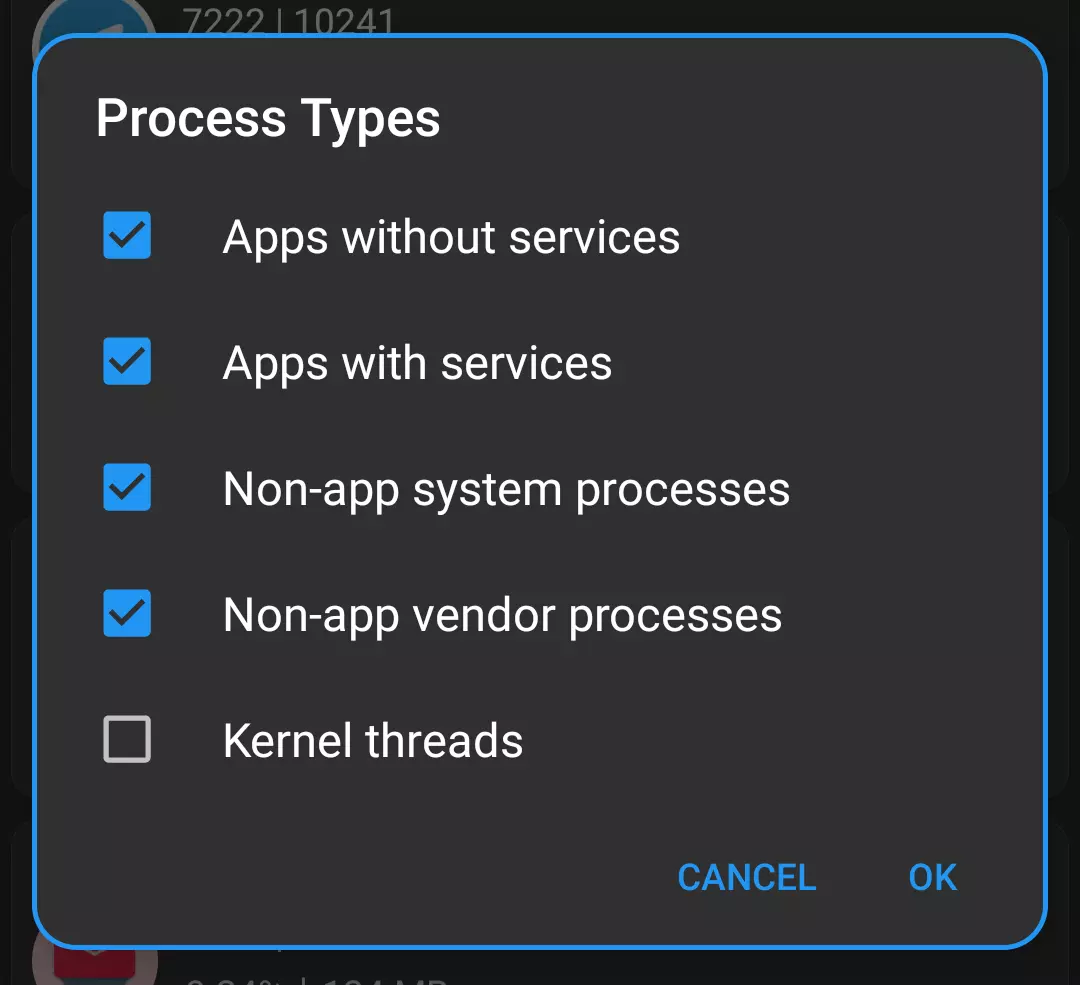 7222 | 10241
Process Types
Apps without services
Apps with services
Non-app system processes
Non-app vendor processes
Kernel threads
CANCEL OK